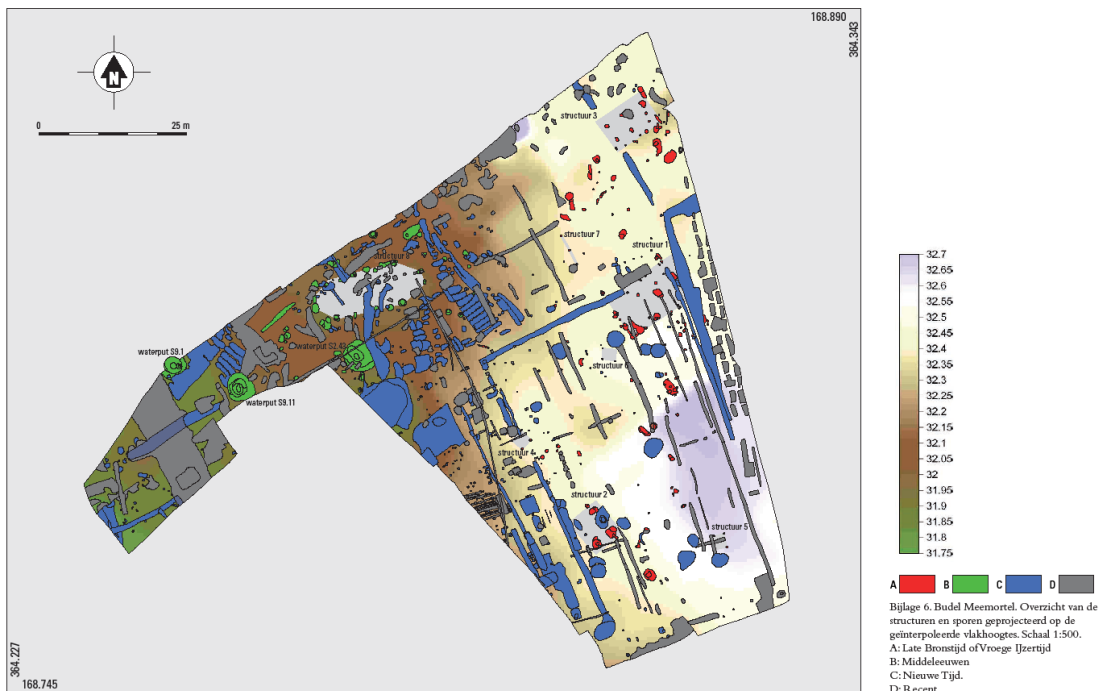 168.890
364.343
N
0 25 m
structuur 3
structuur 7
structuur 1
structuur 8
waterput S2.43
waterput S9.1
waterput S9.11
structuur 6
structuur 4
structuur 2
structuur 5
364.227
168.745
32.7
32.65
32.6
32.55
32.5
32.45
32.4
32.35
32.3
32.25
32.2
32.15
32.1
32.05
32
31.95
31.9
31.85
31.8
31.75
A B C D
Bijlage 6. Budel Meemortel. Overzicht van de
structuren en sporen geprojecteerd op de
geïnterpoleerde vlakhoogtes. Schaal 1:500.
A: Late Bronstijd of Vroege IJzertijd
B: Middeleeuwen
C: Nieuwe Tijd.
D: Recent